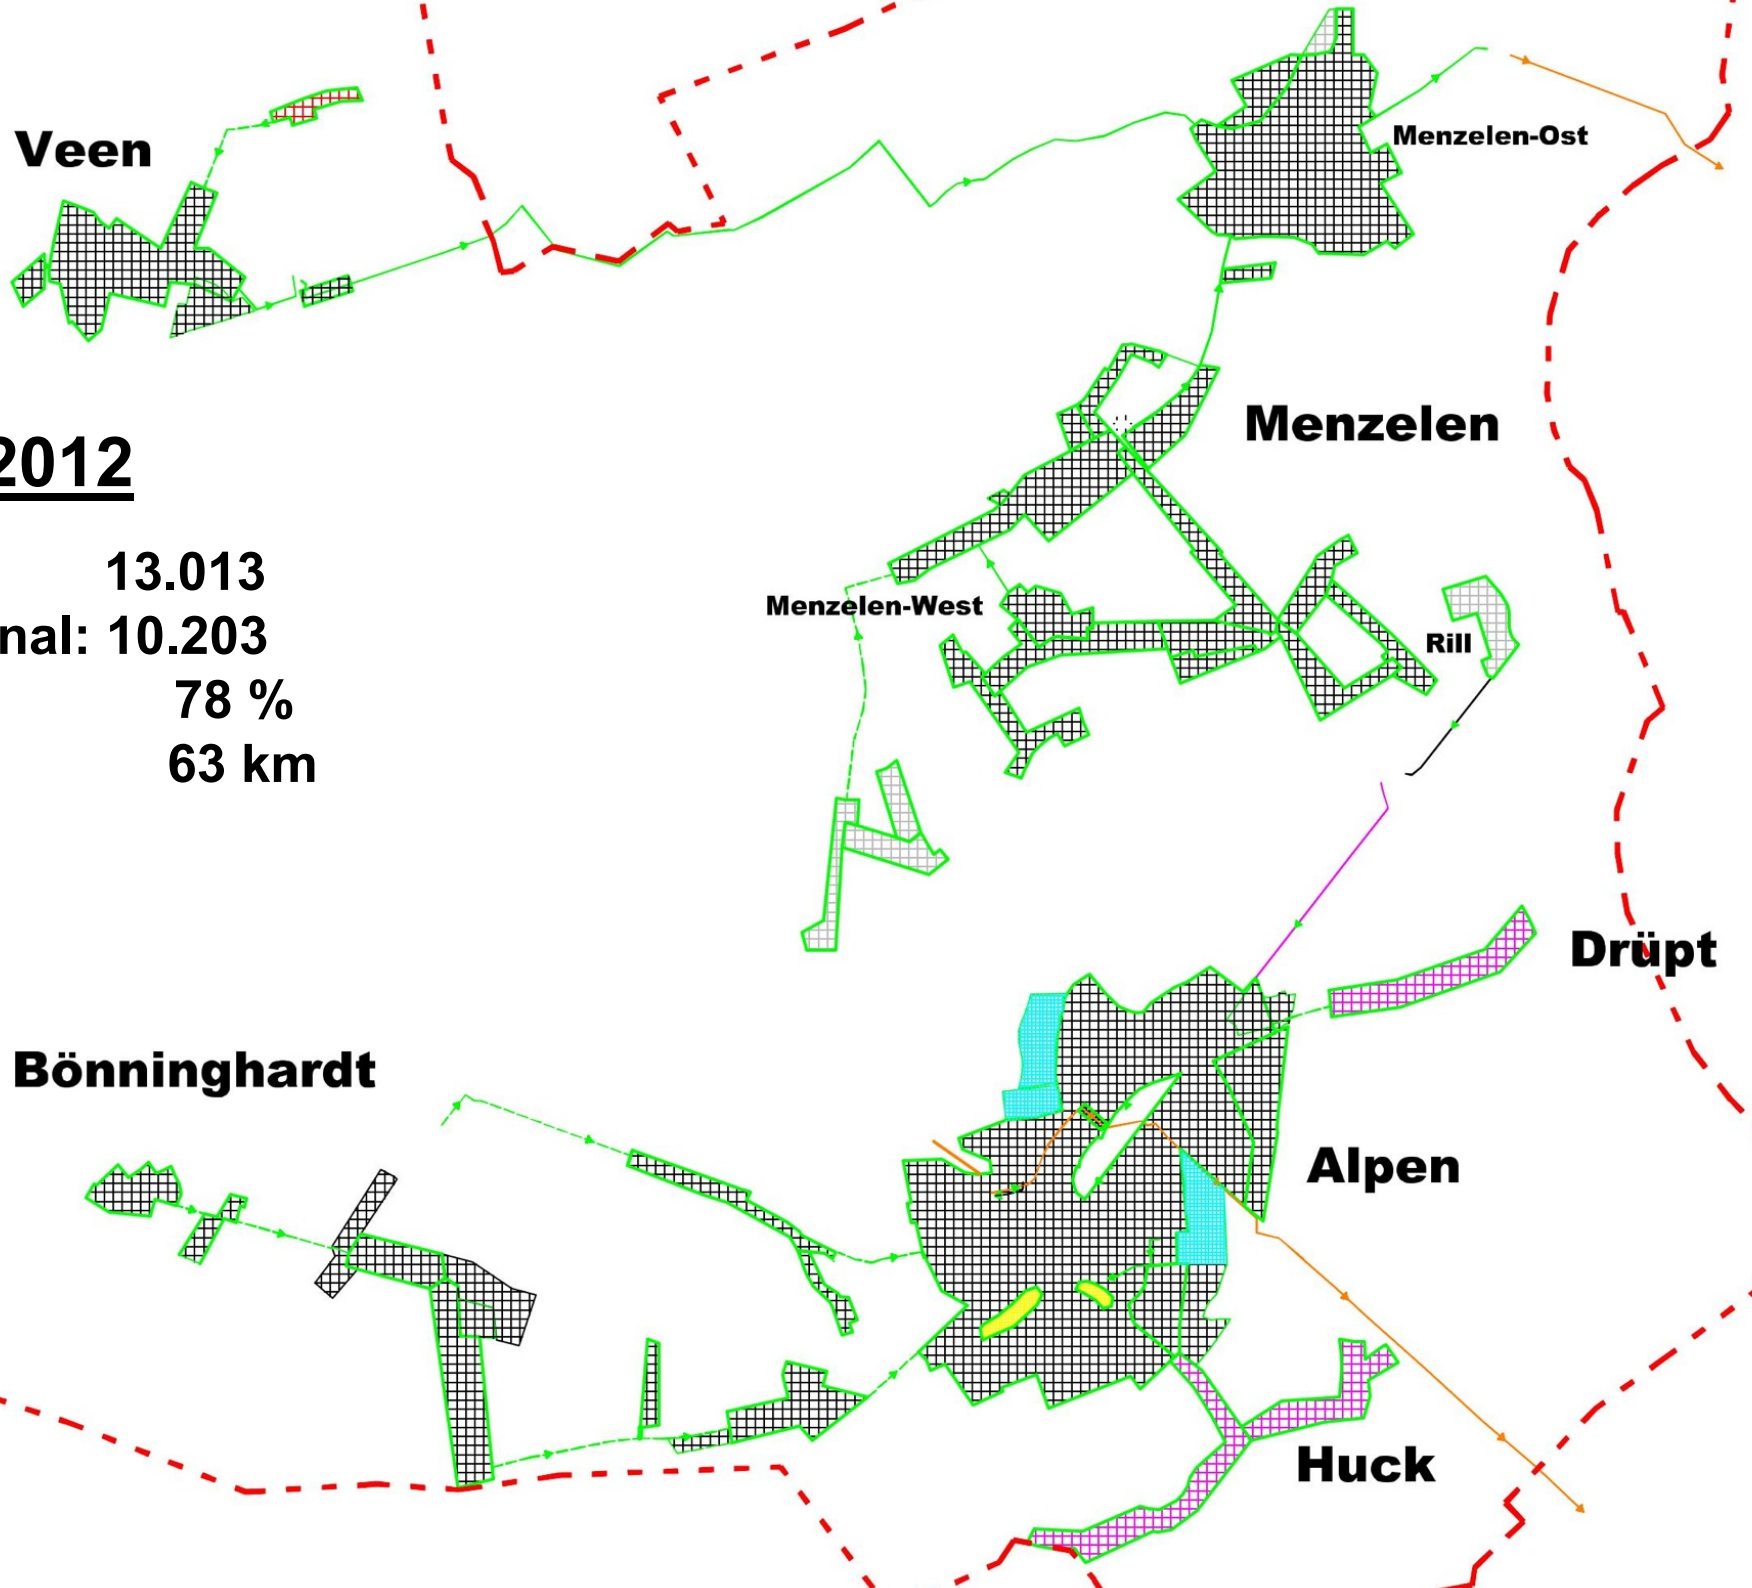 Veen
Menzelen-Ost
Menzelen
2012
13.013
nal: 10.203
78 %
63 km
Menzelen-West
Rill
Drüpt
Bönninghardt
Alpen
Huck